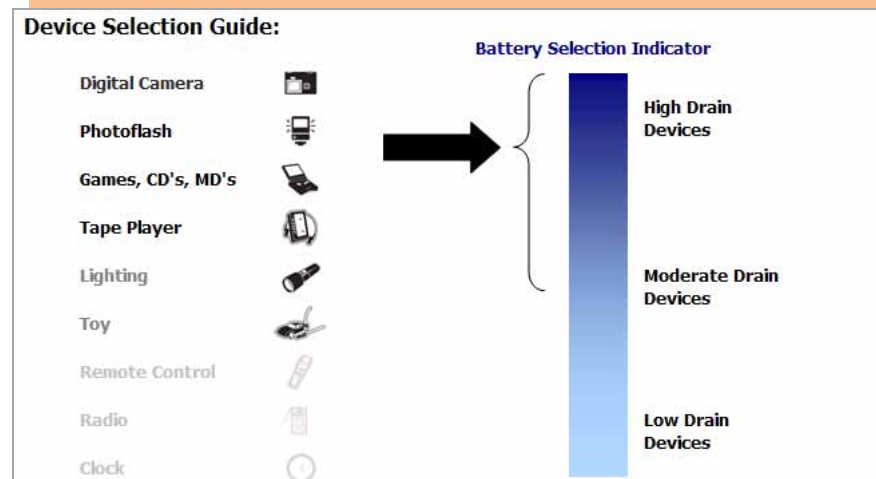 Device Selection Guide:
Battery Selection Indicator
Digital Camera
Photoflash
Games, CD's, MD's
Tape Player
Lighting
Toy
Remote Control
Radio
Clock
High Drain
Devices
Moderate Drain
Devices
Low Drain
Devices